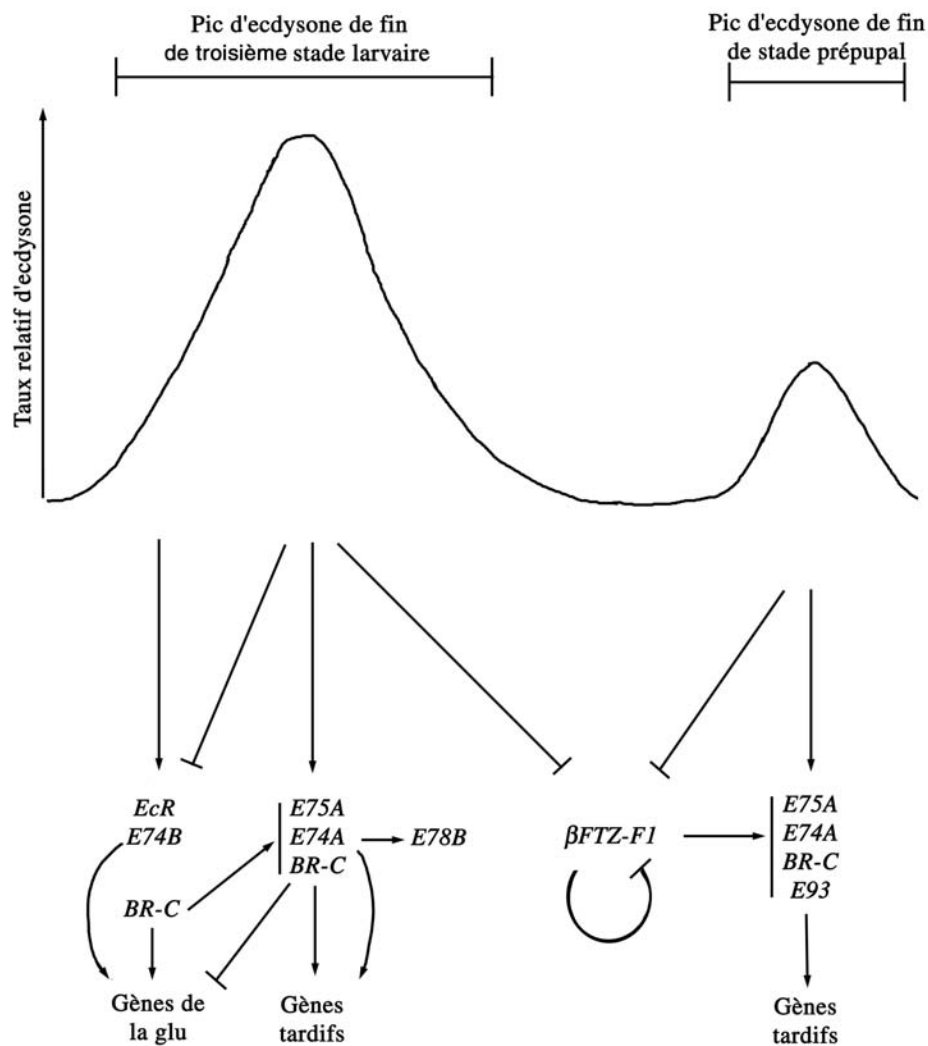 Pic d'ecdysone de fin
de troisième stade larvaire
Pic d'ecdysone de fin
de stade prépupal
Taux relatif d'ecdysone
EcR
E74B
BR-C
Gènes de
la glu
E75A
E74A
BR-C
E78B
Gènes
tardifs
βFTZ-F1
E75A
E74A
BR-C
E93
Gènes
tardifs